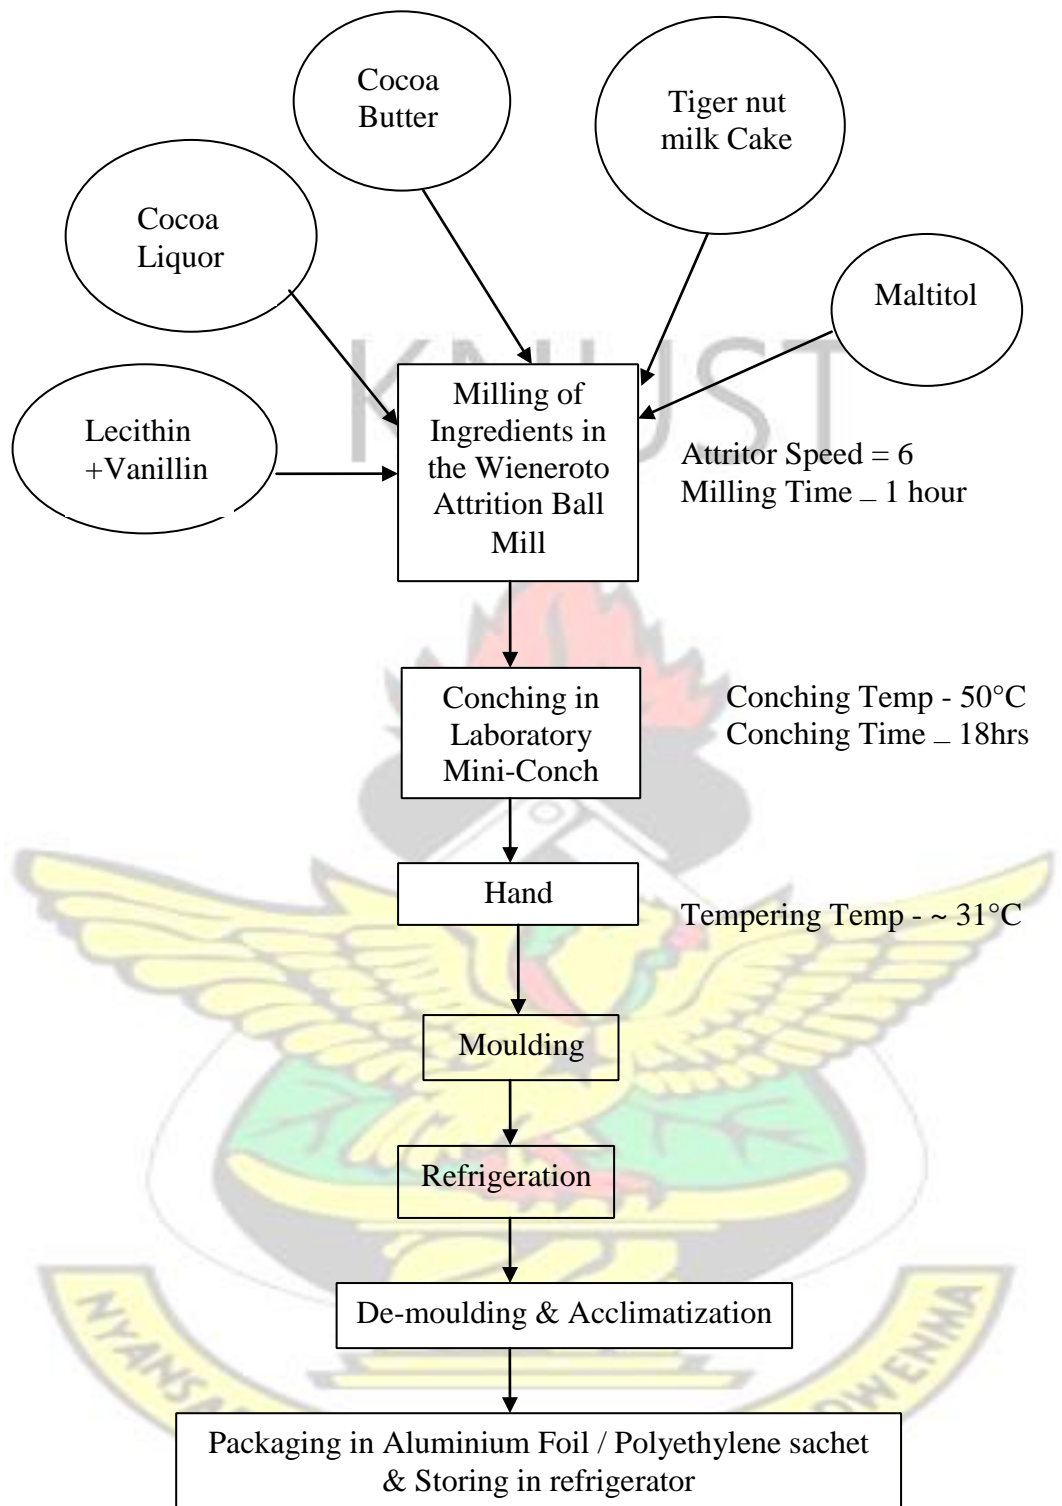 Cocoa
Butter
Tiger nut
milk Cake
Cocoa
Liquor
Maltitol
KNUST
Lecithin
+Vanillin
Milling of
Ingredients in
the Wieneroto
Attrition Ball
Mill
Attritor Speed = 6
Milling Time _ 1 hour
Conching in
Laboratory
Mini-Conch
Conching Temp - 50°C
Conching Time _ 18hrs
Hand
Tempering Temp - ~ 31°C
Moulding
Refrigeration
De-moulding & Acclimatization
Packaging in Aluminium Foil / Polyethylene sachet
& Storing in refrigerator